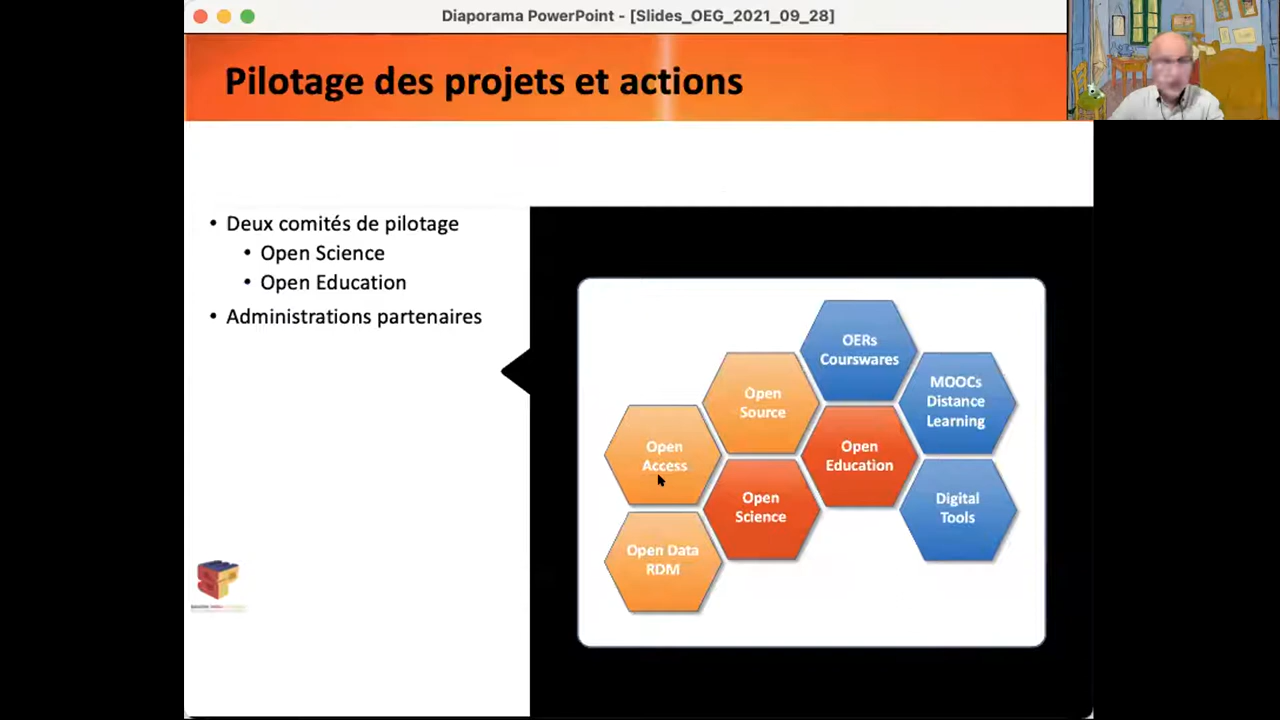 Diaporama PowerPoint - [Slides_OEG_2021_09_28]
Pilotage des projets et actions
• Deux comités de pilotage
• Open Science
• Open Education
• Administrations partenaires
OERs
Courswares
MOOCs
Distance
Learning
Open
Source
Open
Access
Open
Education
Open
Science
Digital
Tools
Open Data
RDM